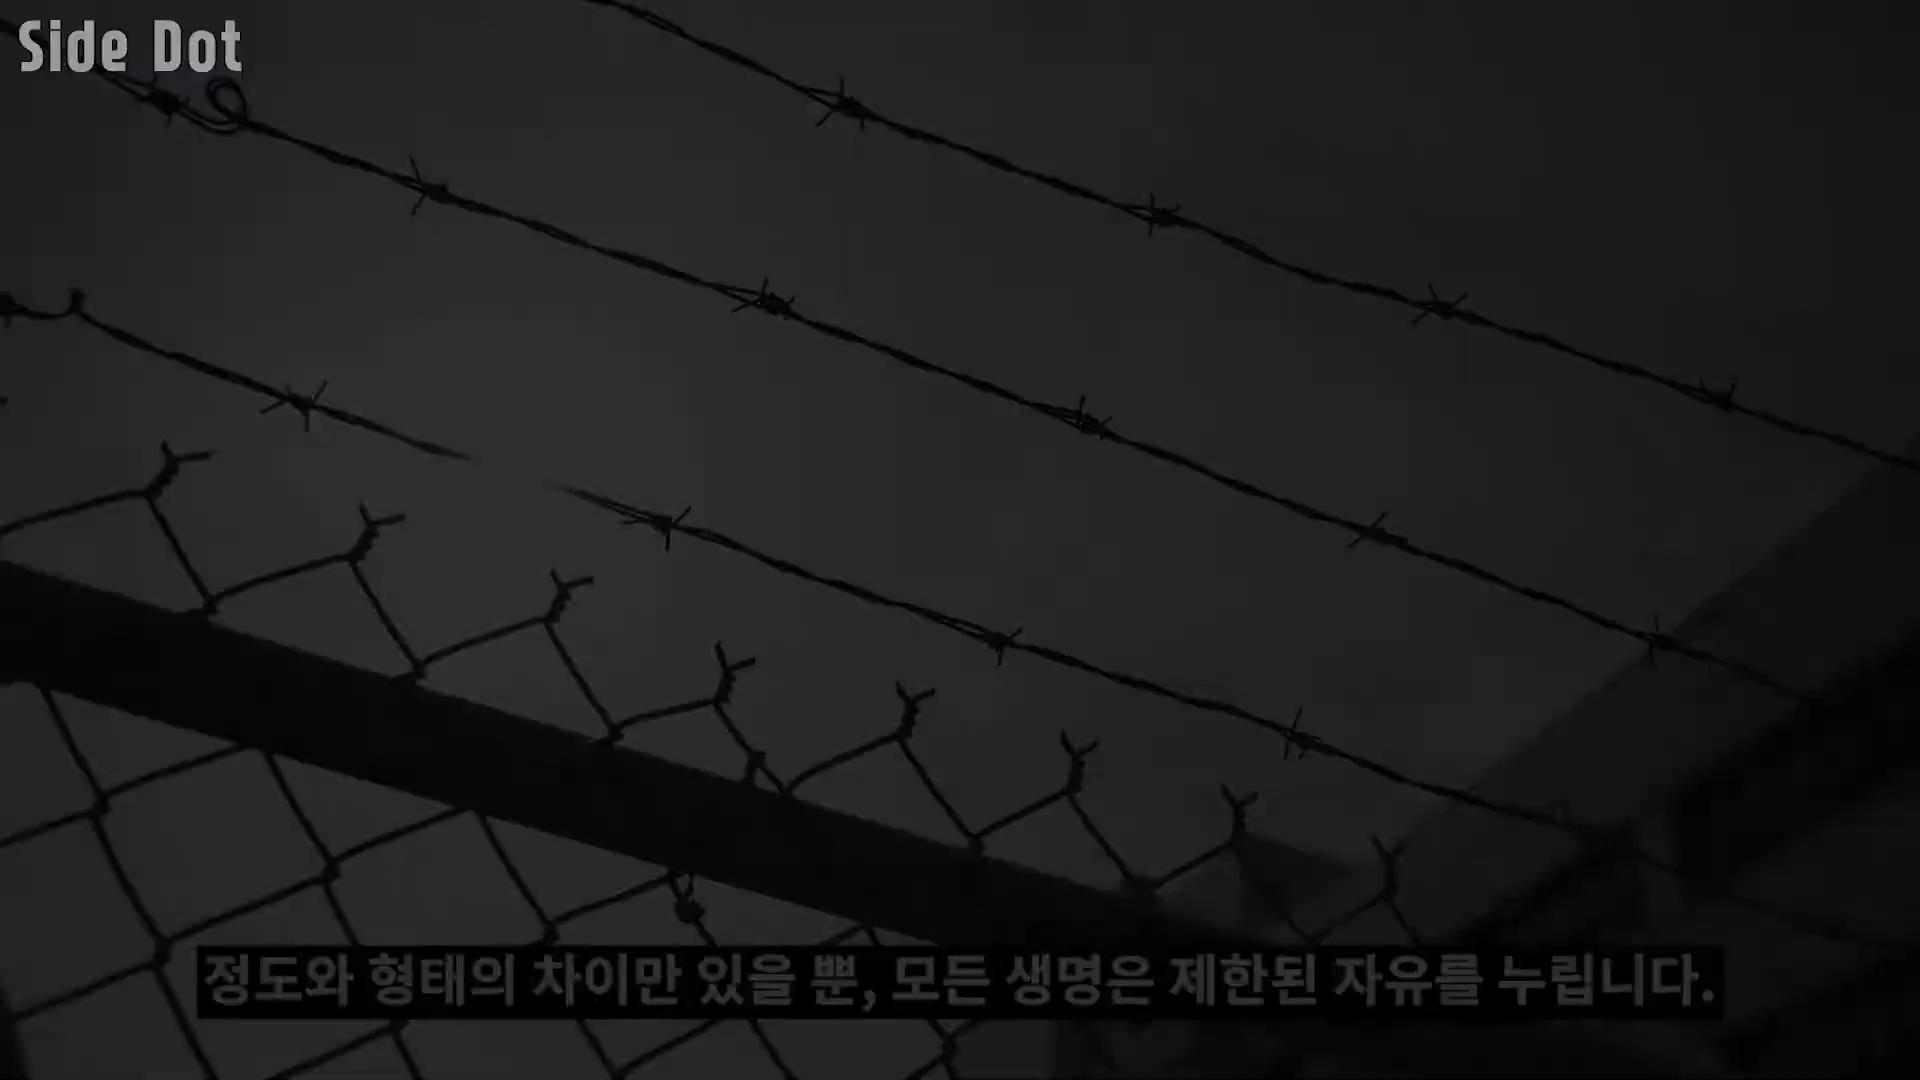 Side Dot
정도와 형태의 차이만 있을 뿐, 모든 생명은 제한된 자유를 누립니다.